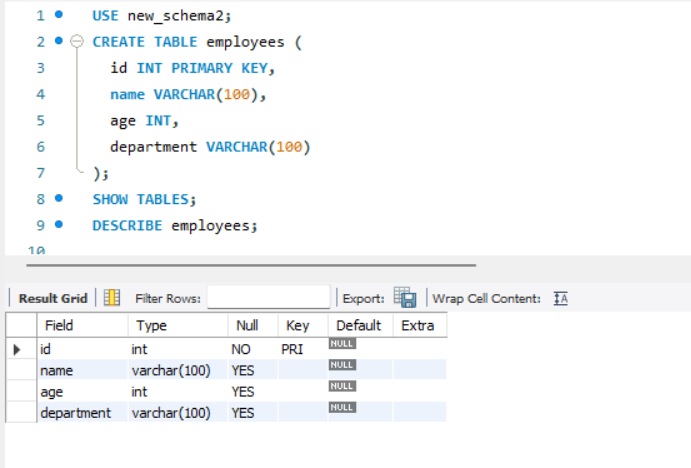 1 USE new_schema2;
2 CREATE TABLE employees (
3 id INT PRIMARY KEY,
4 name VARCHAR(100),
5 age INT,
6 department VARCHAR(100)
7 );
8 SHOW TABLES;
9 DESCRIBE employees;
10
Result Grid Filter Rows: Export: Wrap Cell Content: IA
Field Type Null Key Default Extra
id int NO PRI NULL
name varchar(100) YES NULL
age int YES NULL
department varchar(100) YES NULL